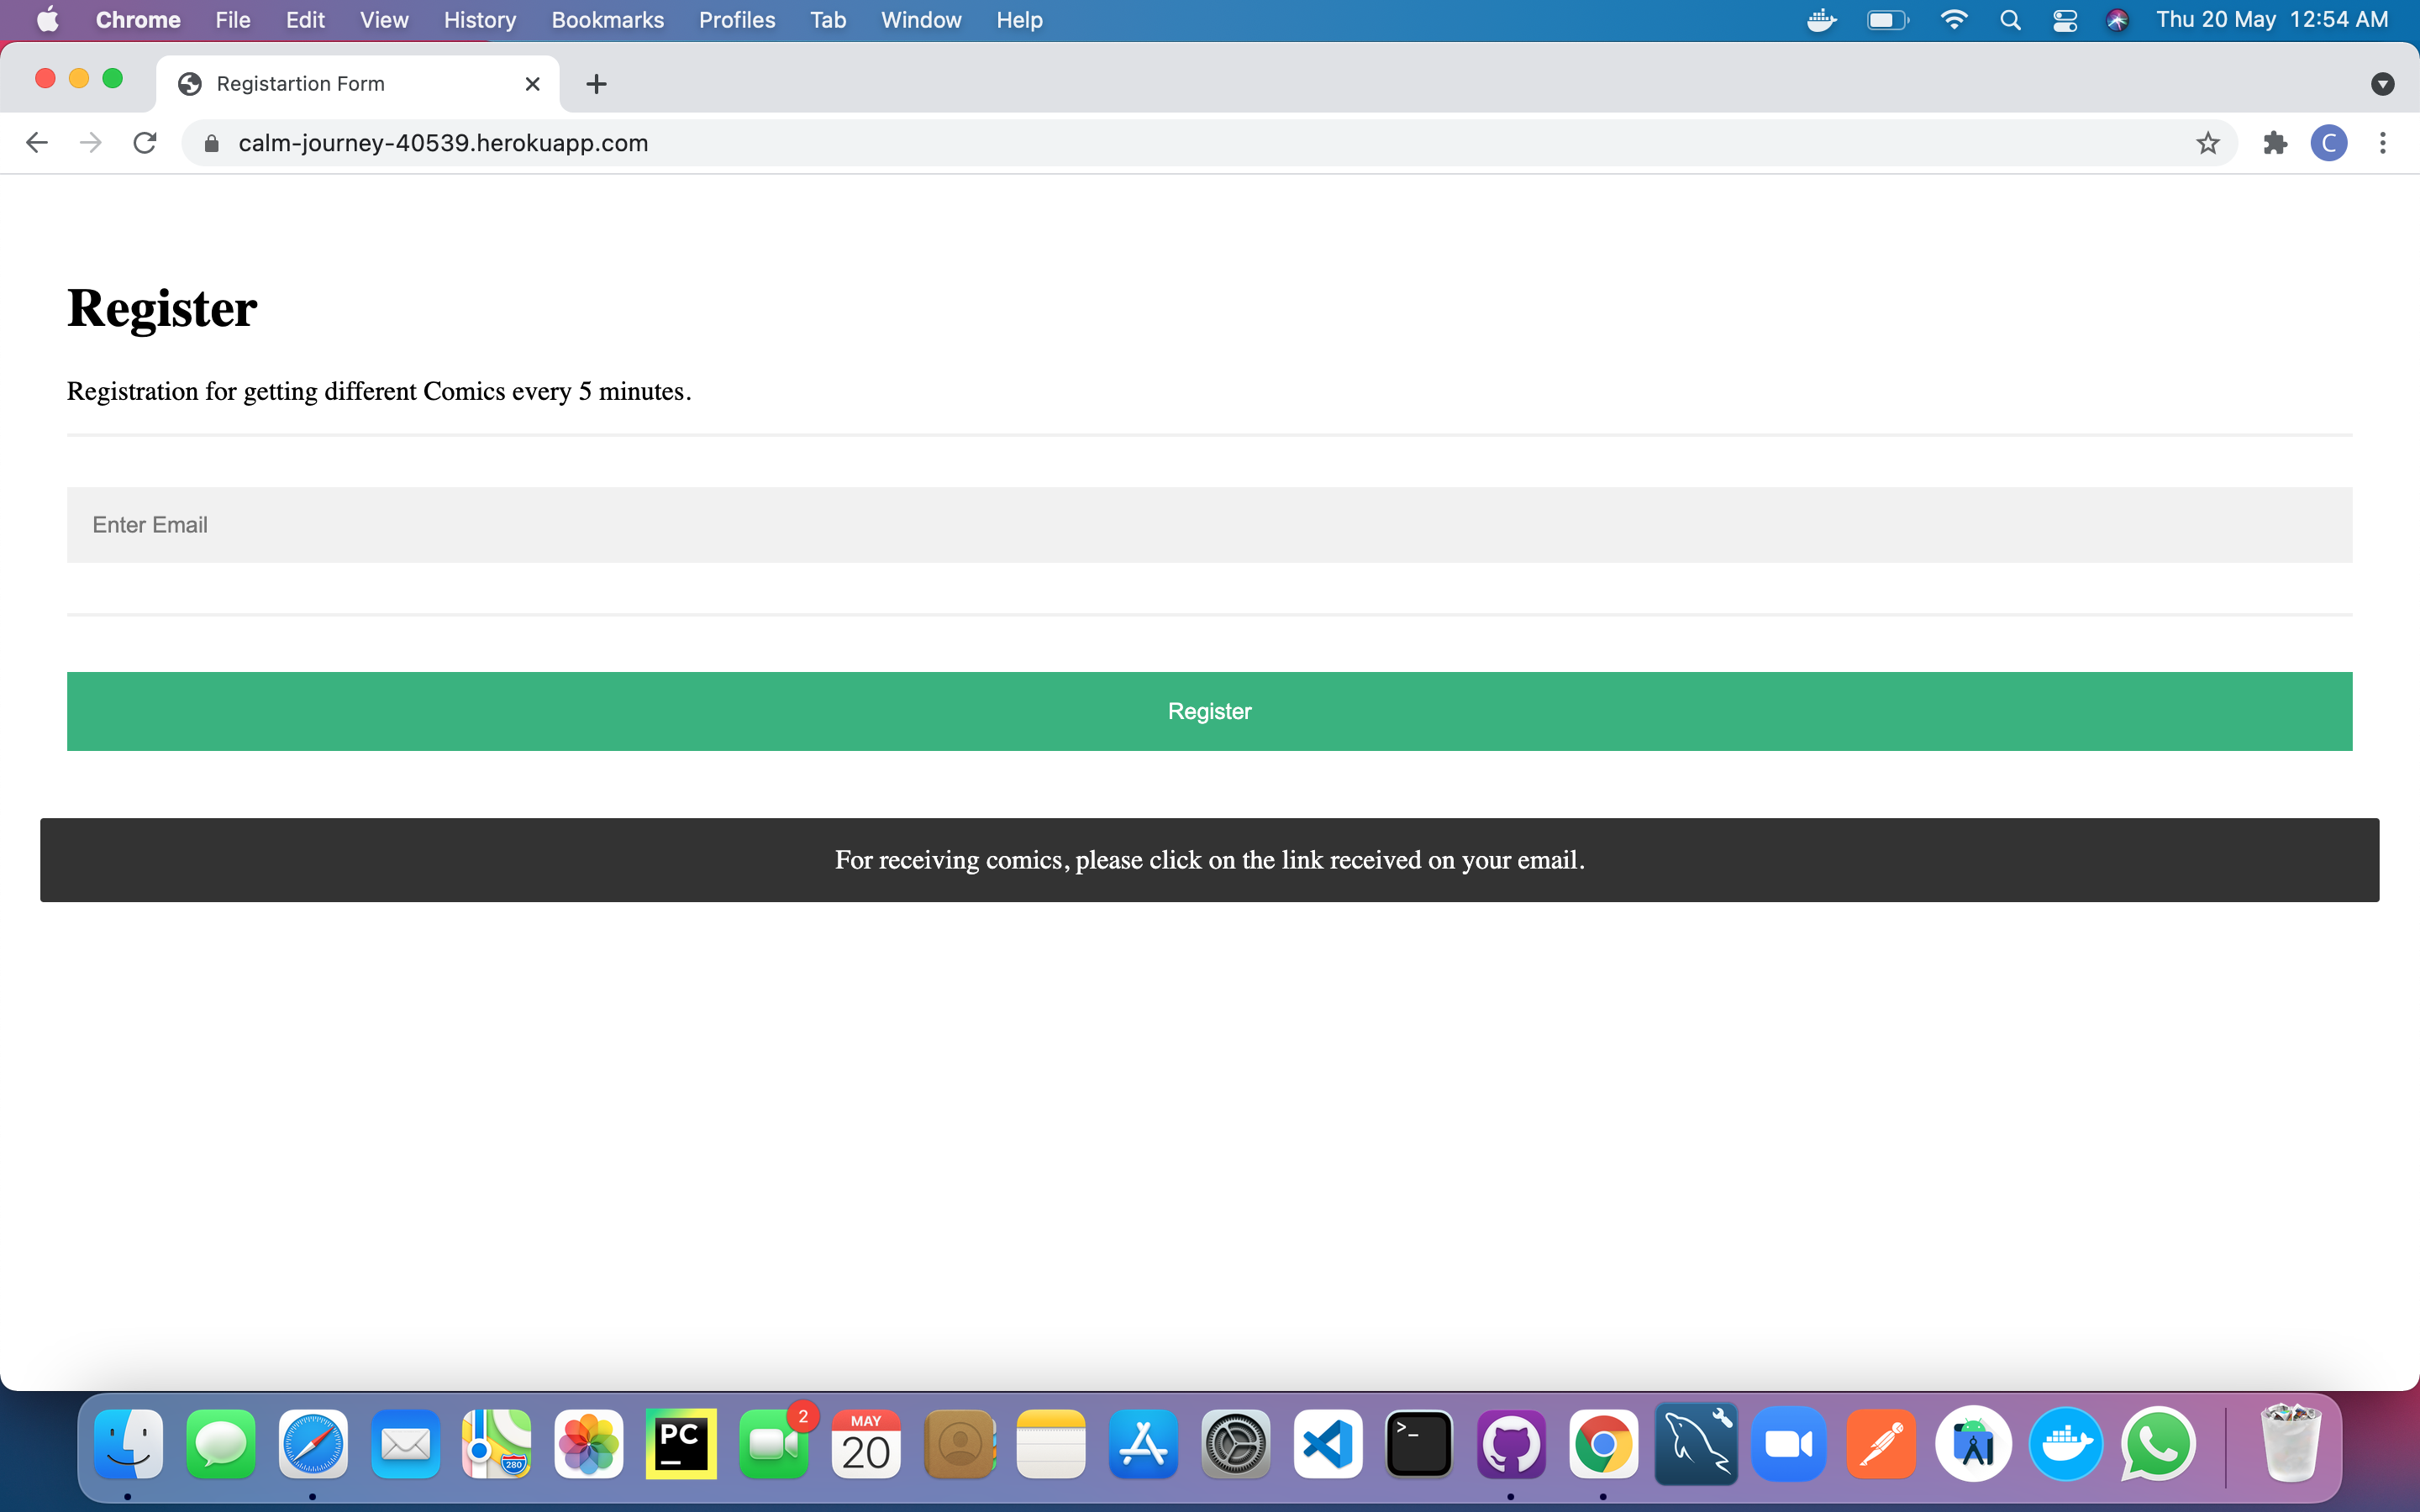 Chrome File Edit View History Bookmarks Profiles Tab Window Help Thu 20 May 12:54 AM
Registartion Form
calm-journey-40539.herokuapp.com
C
Register
Registration for getting different Comics every 5 minutes.
Enter Email
Register
For receiving comics, please click on the link received on your email.
280
PC
2
MAY
20
>_